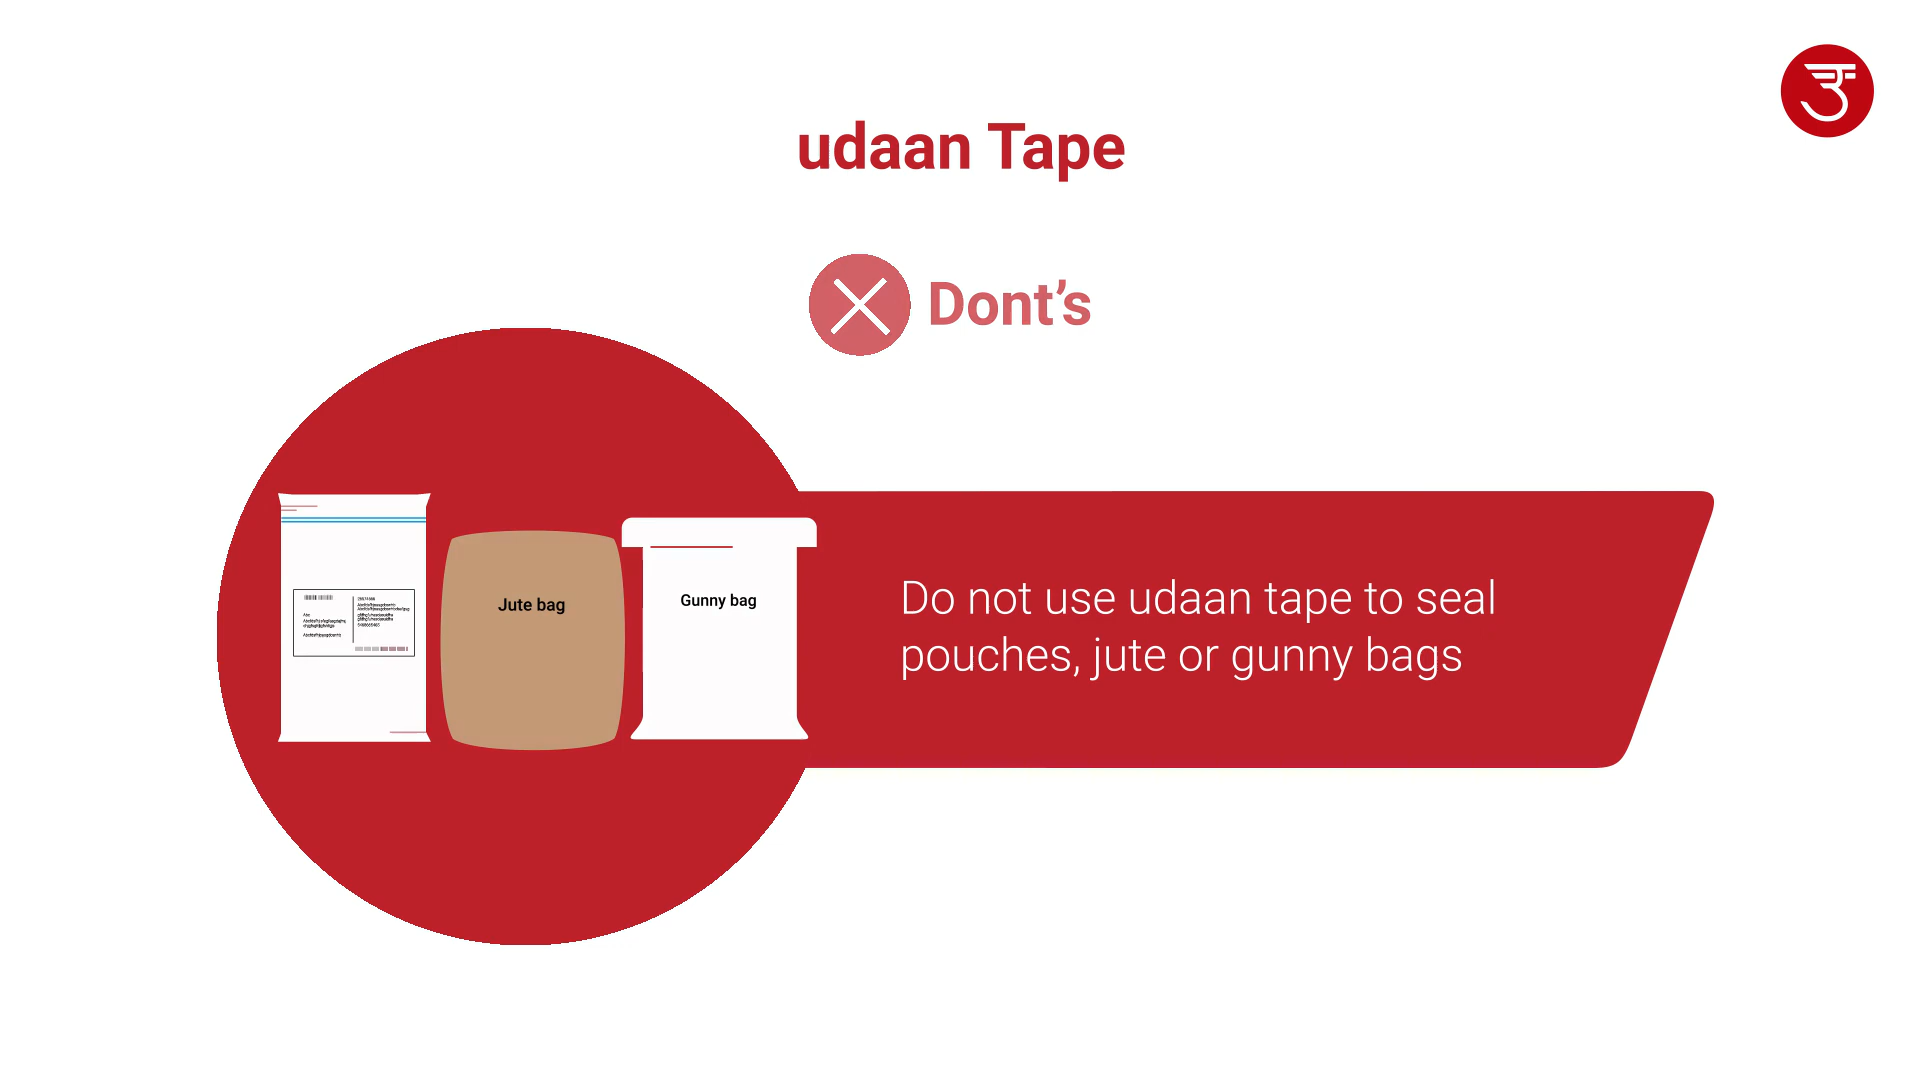 udaan Tape
Dont’s
Jute bag
Gunny bag
Do not use udaan tape to seal
pouches, jute or gunny bags